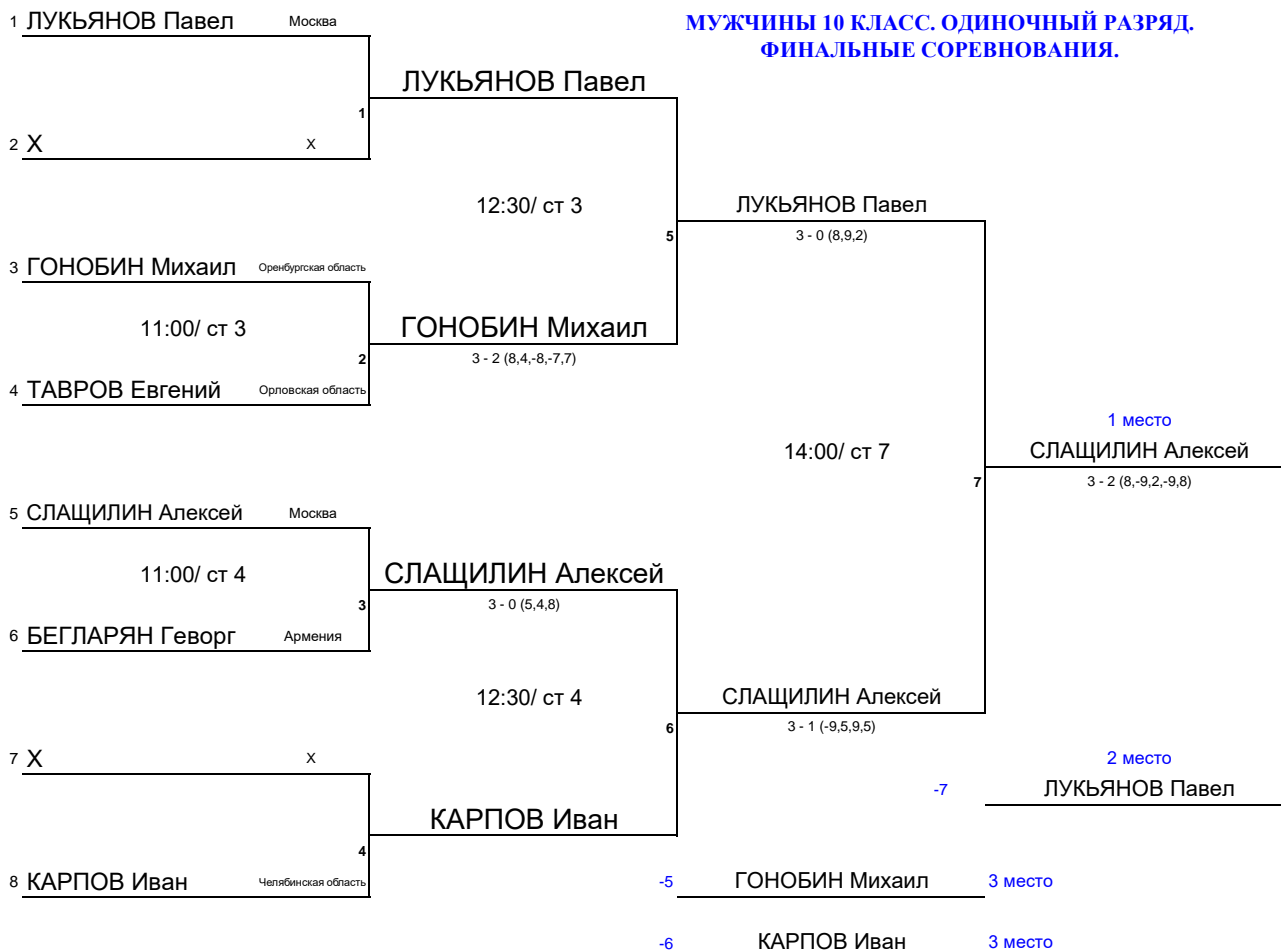 МУЖЧИНЫ 10 КЛАСС. ОДИНОЧНЫЙ РАЗРЯД.
ФИНАЛЬНЫЕ СОРЕВНОВАНИЯ.
1 ЛУКЬЯНОВ Павел Москва
ЛУКЬЯНОВ Павел
1
2 X X
12:30/ ст 3
ЛУКЬЯНОВ Павел
5
3 - 0 (8,9,2)
3 ГОНОБИН Михаил Оренбургская область
11:00/ ст 3
ГОНОБИН Михаил
2
3 - 2 (8,4,-8,-7,7)
4 ТАВРОВ Евгений Орловская область
1 место
14:00/ ст 7
СЛАЩИЛИН Алексей
7
3 - 2 (8,-9,2,-9,8)
5 СЛАЩИЛИН Алексей Москва
11:00/ ст 4
СЛАЩИЛИН Алексей
3
3 - 0 (5,4,8)
6 БЕГЛАРЯН Геворг Армения
12:30/ ст 4
СЛАЩИЛИН Алексей
6
3 - 1 (-9,5,9,5)
7 X X
2 место
-7 ЛУКЬЯНОВ Павел
КАРПОВ Иван
4
8 КАРПОВ Иван Челябинская область
-5 ГОНОБИН Михаил 3 место
-6 КАРПОВ Иван 3 место